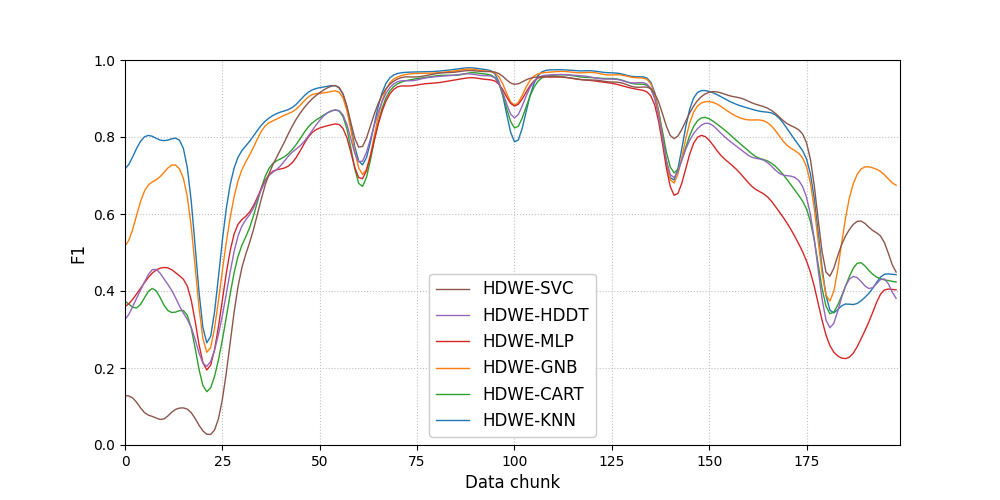 1.0
0.8
0.6
0.4
0.2
0.0
F1
HDWE-SVC
HDWE-HDDT
HDWE-MLP
HDWE-GNB
HDWE-CART
HDWE-KNN
0 25 50 75 100 125 150 175
Data chunk